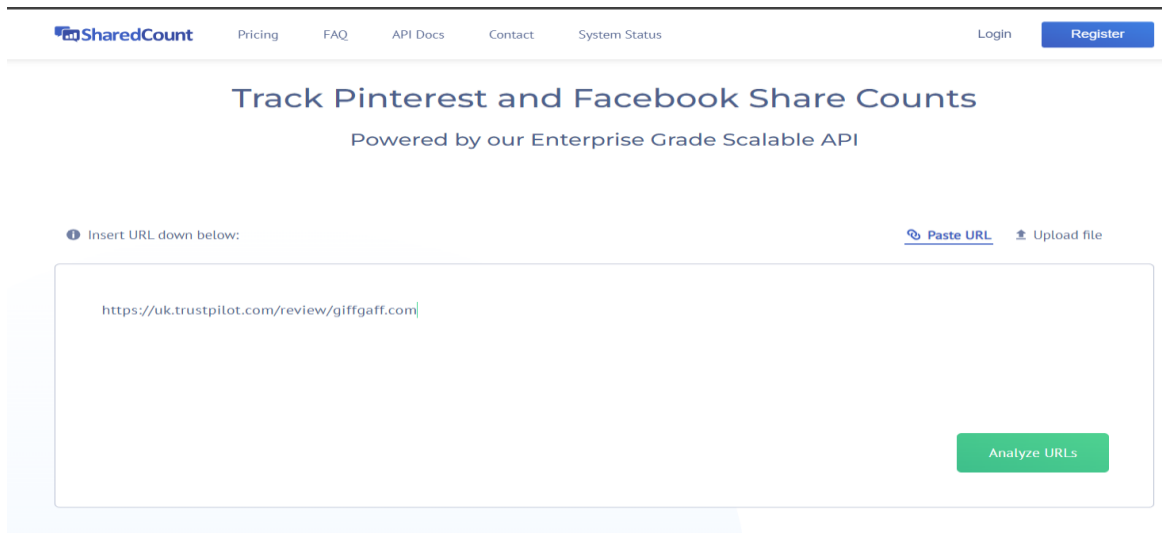 SharedCount Pricing FAQ API Docs Contact System Status Login Register
Track Pinterest and Facebook Share Counts
Powered by our Enterprise Grade Scalable API
Insert URL down below: Paste URL Upload file
https://uk.trustpilot.com/review/giffgaff.com
Analyze URLs